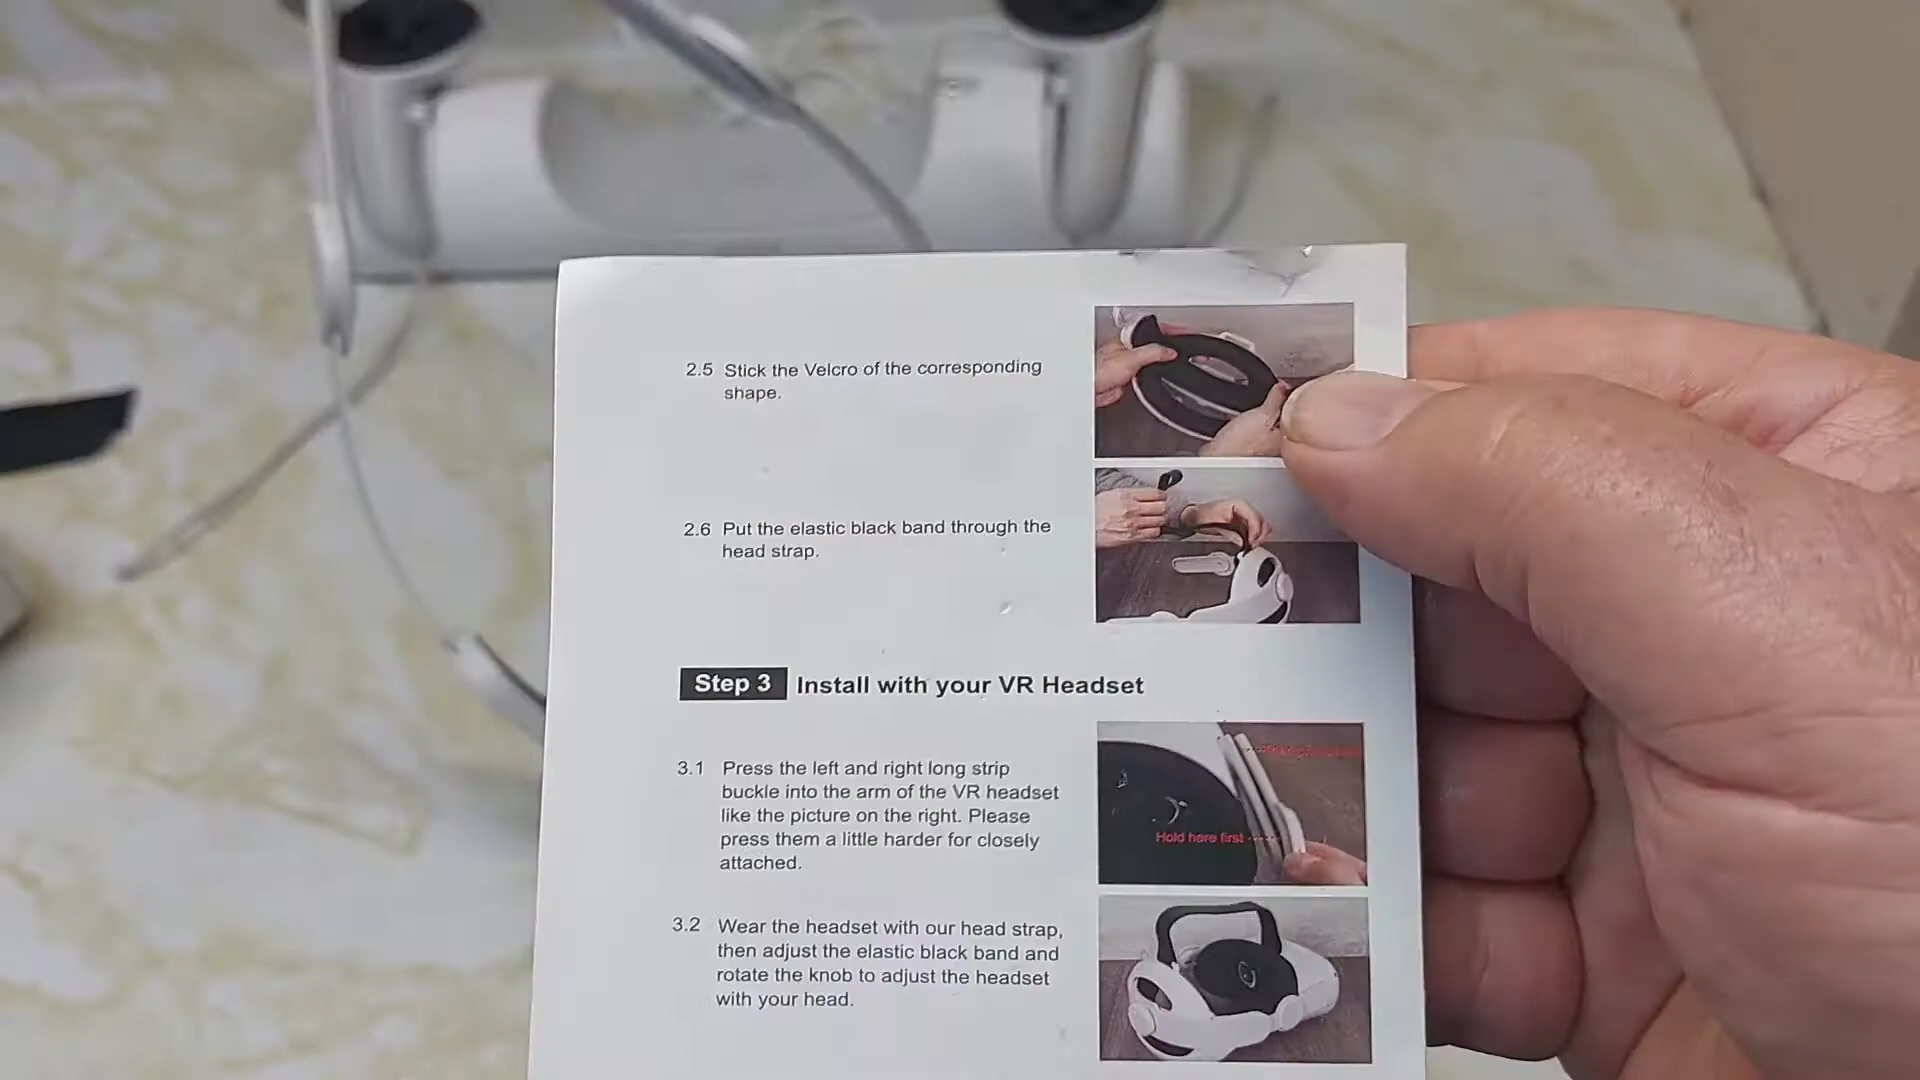 2.5 Stick the Velcro of the corresponding
shape.
2.6 Put the elastic black band through the
head strap.
Step 3 Install with your VR Headset
3.1 Press the left and right long strip
buckle into the arm of the VR headset
like the picture on the right. Please
press them a little harder for closely
attached.
Hold here first
3.2 Wear the headset with our head strap,
then adjust the elastic black band and
rotate the knob to adjust the headset
with your head.